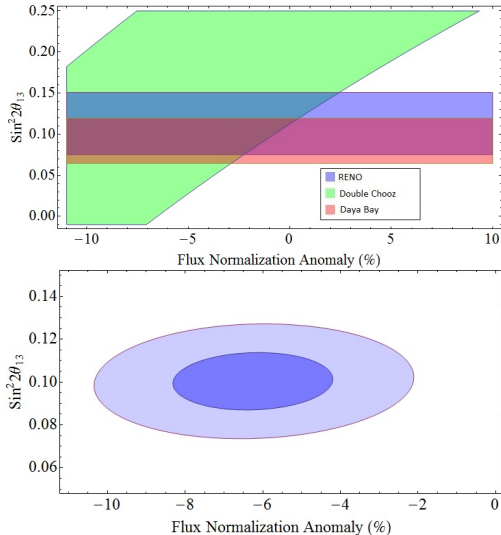 0.25
0.20
0.15
0.10
0.05
0.00
Sin²2θ₁₃
RENO
Double Chooz
Daya Bay
−10 −5 0 5 10
Flux Normalization Anomaly (%)
0.14
0.12
0.10
0.08
0.06
Sin²2θ₁₃
−10 −8 −6 −4 −2 0
Flux Normalization Anomaly (%)